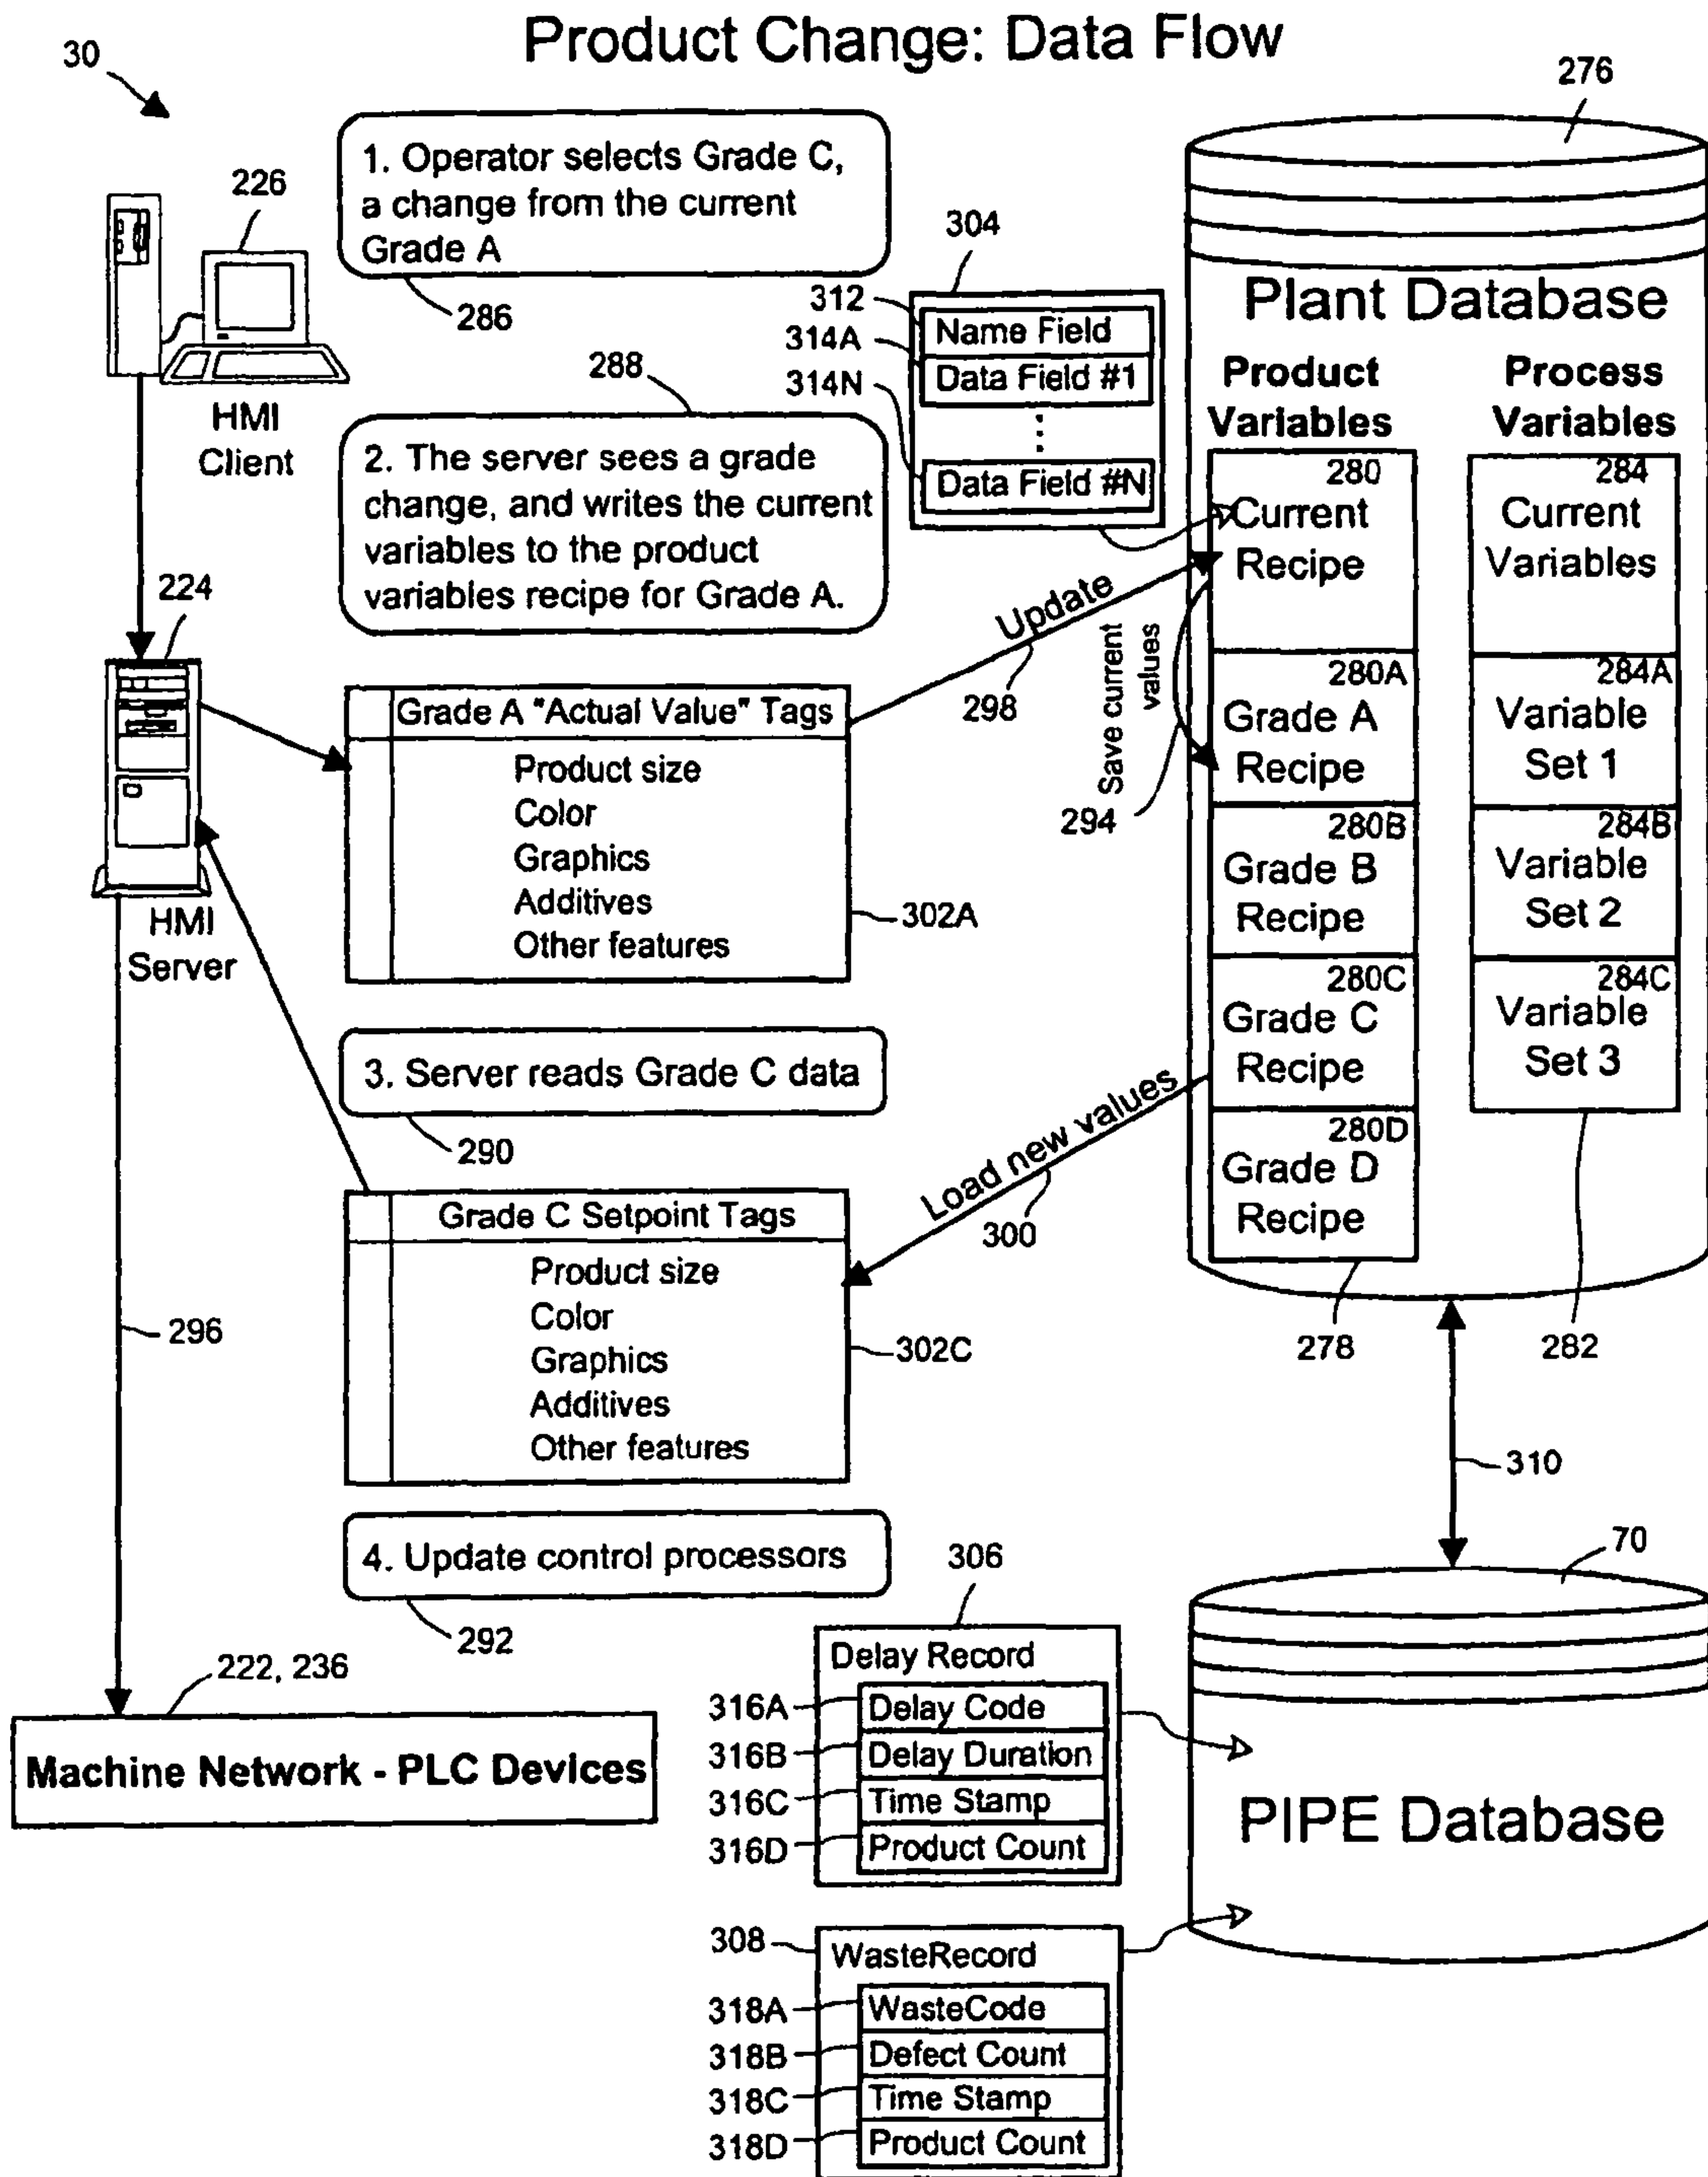 Product Change: Data Flow
30
276
1. Operator selects Grade C,
a change from the current
Grade A
286
226
HMI
Client
304
312
314A
314N
Name Field
Data Field #1
Data Field #N
Plant Database
Product
Variables
Process
Variables
288
2. The server sees a grade
change, and writes the current
variables to the product
variables recipe for Grade A.
280
Current
Recipe
284
Current
Variables
224
HMI
Server
Update
298
Save current
values
294
Grade A "Actual Value" Tags
Product size
Color
Graphics
Additives
Other features
302A
280A
Grade A
Recipe
284A
Variable
Set 1
280B
Grade B
Recipe
284B
Variable
Set 2
280C
Grade C
Recipe
284C
Variable
Set 3
280D
Grade D
Recipe
3. Server reads Grade C data
290
Load new values
300
Grade C Setpoint Tags
Product size
Color
Graphics
Additives
Other features
302C
278
282
296
310
4. Update control processors
292
306
70
222, 236
Machine Network - PLC Devices
Delay Record
316A
Delay Code
316B
Delay Duration
316C
Time Stamp
316D
Product Count
PIPE Database
308
WasteRecord
318A
WasteCode
318B
Defect Count
318C
Time Stamp
318D
Product Count